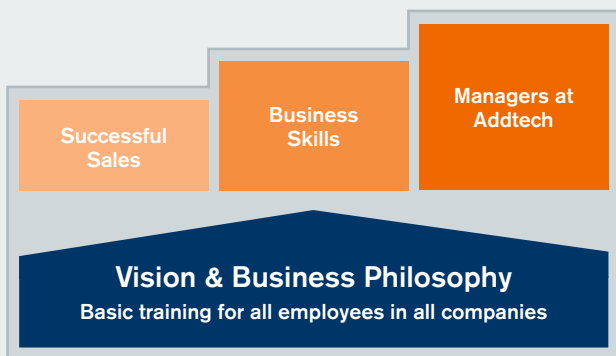 Successful
Sales
Business
Skills
Managers at
Addtech
Vision & Business Philosophy
Basic training for all employees in all companies